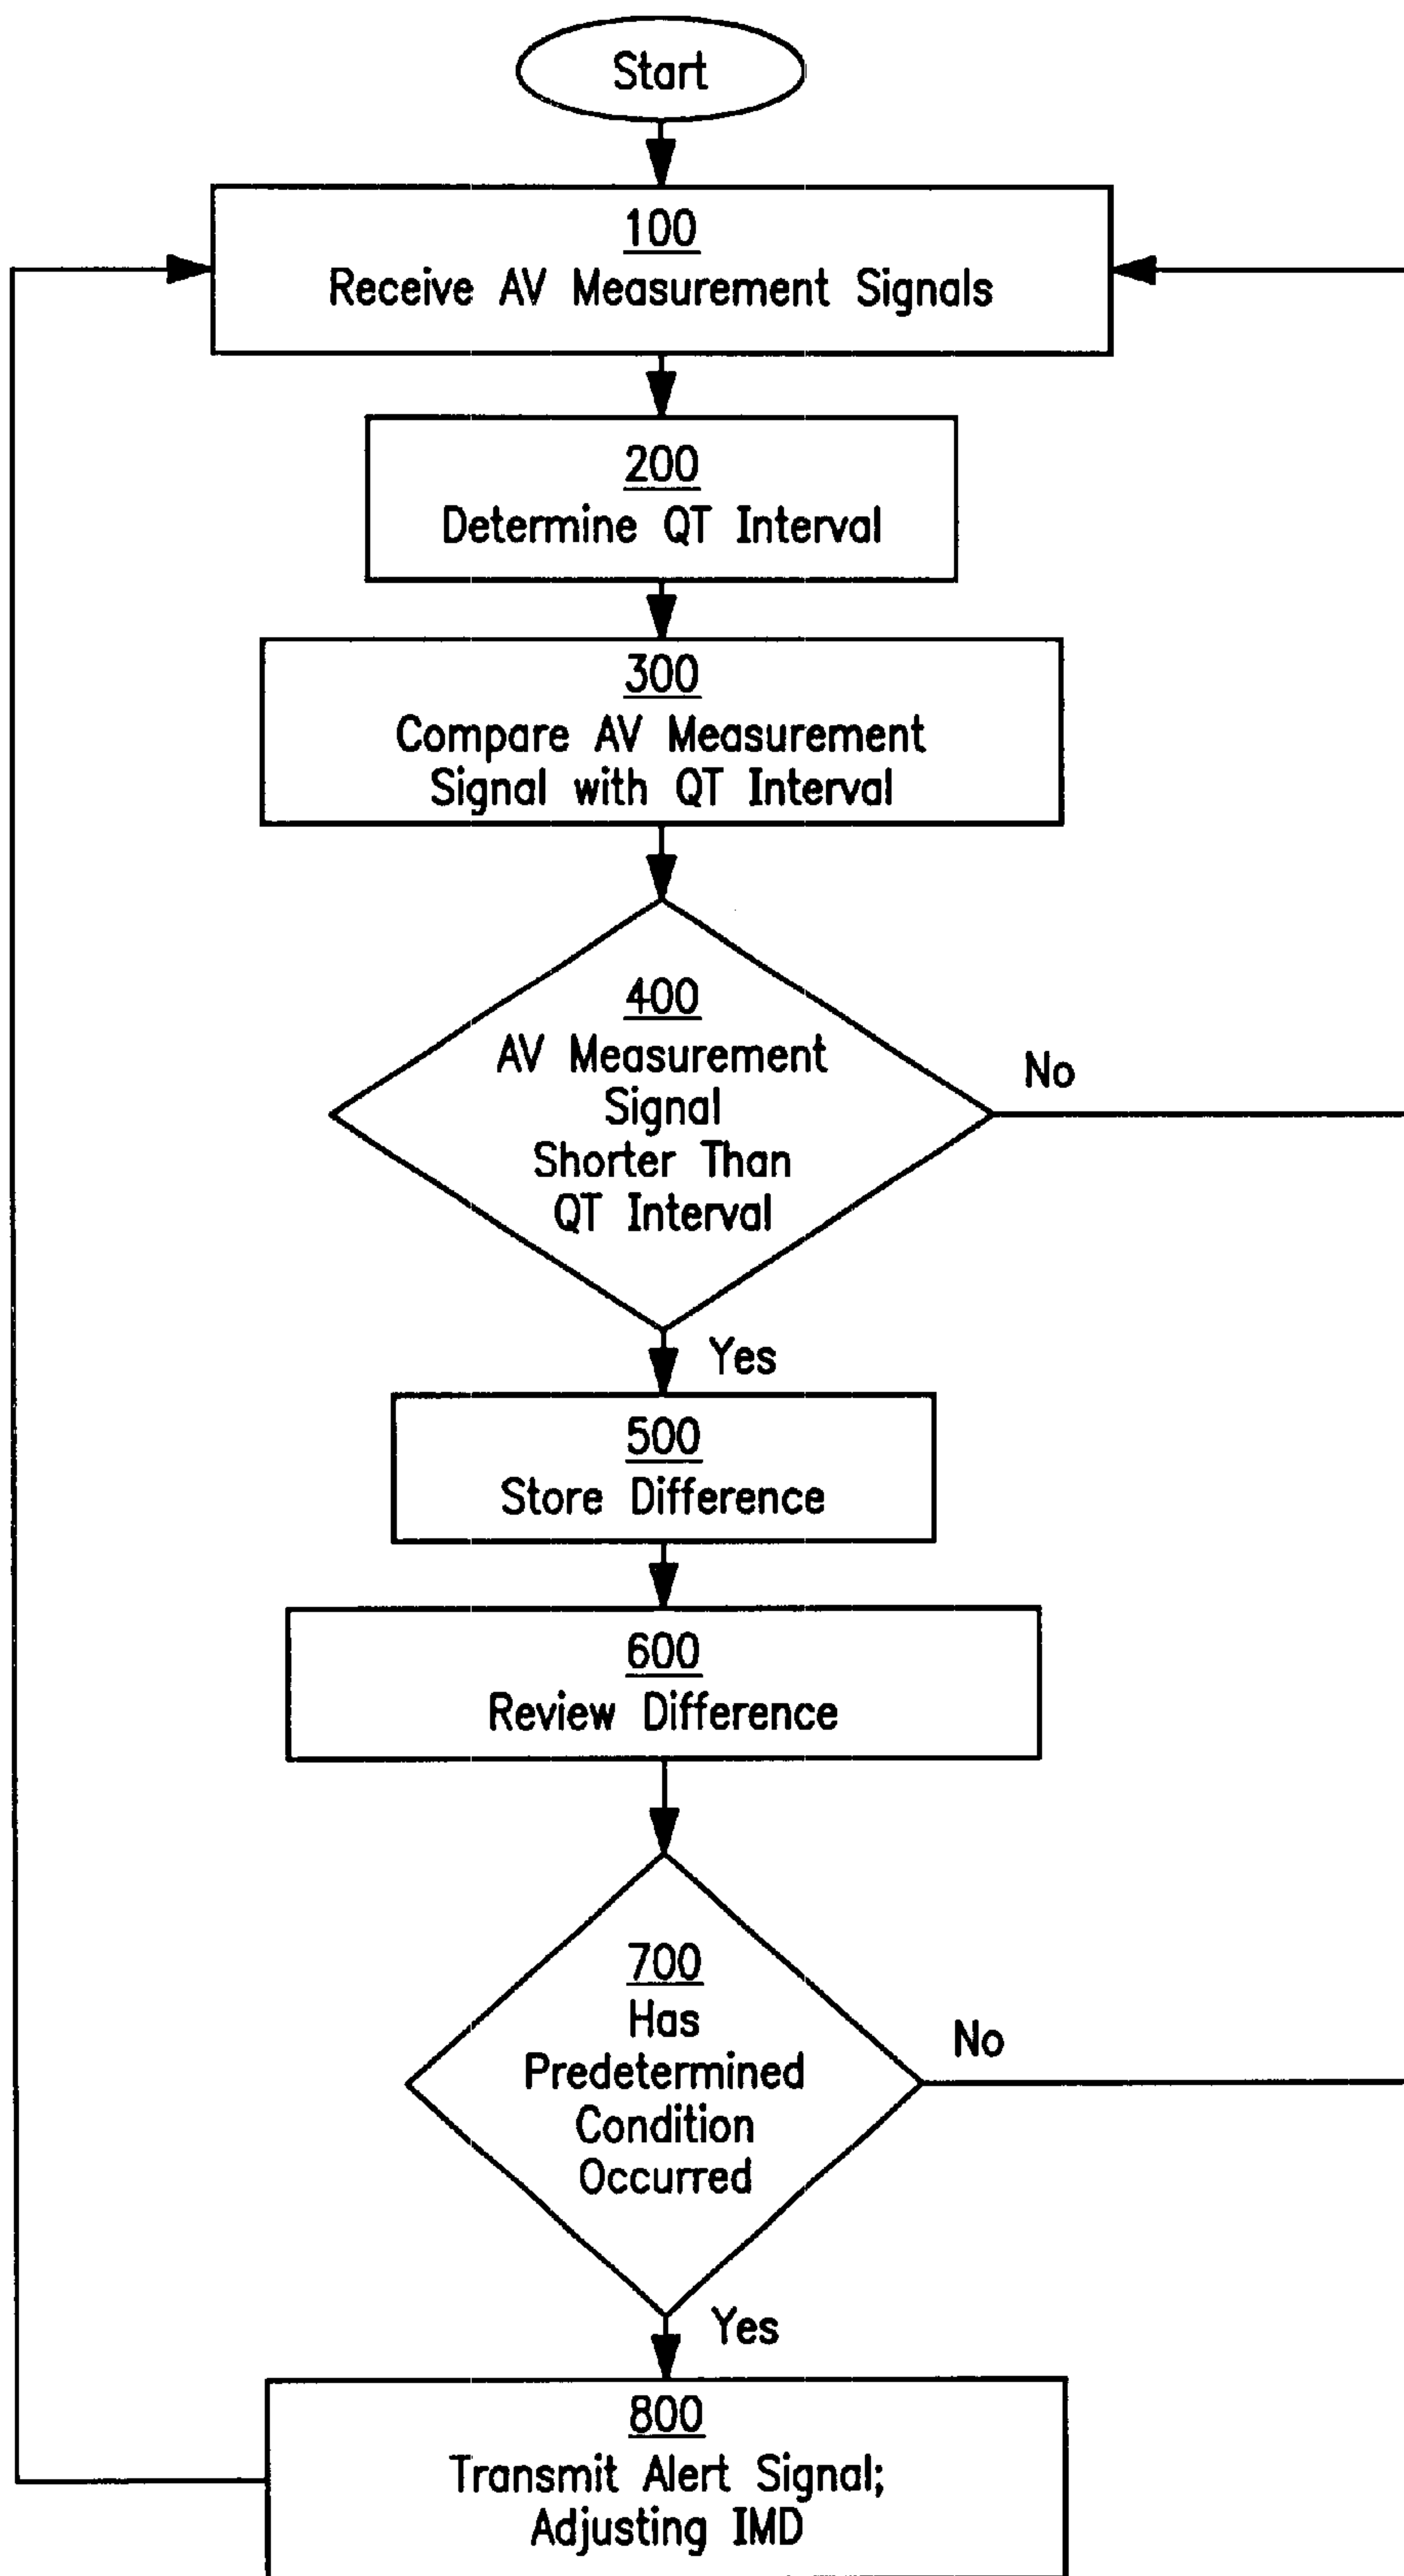 Start
100
Receive AV Measurement Signals
200
Determine QT Interval
300
Compare AV Measurement
Signal with QT Interval
400
AV Measurement
Signal
Shorter Than
QT Interval
No
Yes
500
Store Difference
600
Review Difference
700
Has
Predetermined
Condition
Occurred
No
Yes
800
Transmit Alert Signal;
Adjusting IMD